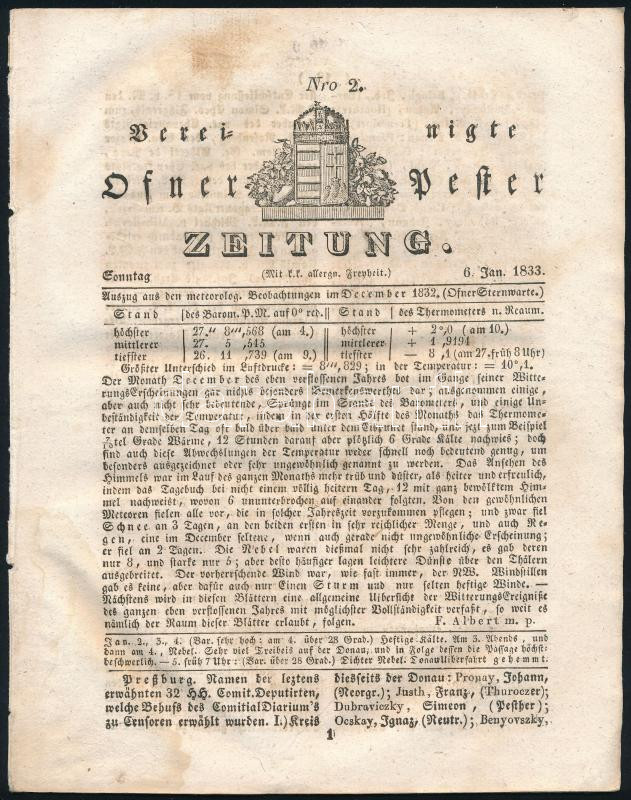 Nro 2.
Verei- nigte
Ofner Pester
ZEITUNG.
Sonntag (Mit k.k. allergn. Freyheit.) 6. Jan. 1833.
Auszug aus den meteorolog. Beobachtungen im December 1832. (Ofner Sternwarte.)
Stand des Barom. P.M. auf 0° red. Stand des Thermometers n. Reaum.
höchster 27." 8''',568 (am 4.) höchster + 2°,0 (am 10.)
mittlerer 27. 5 ,545 mittlerer + 1 ,9194
tiefster 26. 11 ,739 (am 9.) tiefster — 8 ,1 (am 27. früh 8 Uhr)
Größter Unterschied im Luftdrucke: = 8''',829; in der Temperatur: = 10°,1.
Der Monath December des eben verflossenen Jahres bot im Gange seiner Witte-
rungs-Erscheinungen gar nichts besonders Bemerkenswerthes dar; ausgenommen einige,
aber auch nicht sehr bedeutende, Sprünge im Stande des Barometers, und einige Un-
beständigkeit der Temperatur, indem in der ersten Hälfte des Monaths das Thermome-
ter an demselben Tag oft bald über bald unter dem Eispunct stand, und jetzt zum Beispiel
Grade Wärme, 12 Stunden darauf aber plötzlich 6 Grade Kälte nachwies; doch
sind auch diese Abwechslungen der Temperatur weder schnell noch bedeutend genug, um
besonders ausgezeichnet oder sehr ungewöhnlich genannt zu werden. Das Ansehen des
Himmels war im Lauf des ganzen Monaths mehr trüb und düster, als heiter und erfreulich,
indem das Tagebuch bei nicht einem völlig heitern Tag, 12 mit ganz bewölktem Him-
mel nachweist, wovon 6 ununterbrochen auf einander folgten. Von den gewöhnlichen
Meteoren fielen alle vor, die in solcher Jahrszeit vorzukommen pflegen; und zwar fiel
Schnee an 3 Tagen, an den beiden ersten in sehr reichlicher Menge, und auch Re-
gen, eine im December seltene, wenn auch gerade nicht ungewöhnliche Erscheinung;
er fiel an 2 Tagen. Die Nebel waren dießmal nicht sehr zahlreich, es gab deren
nur 8, und starke nur 5; aber desto häufiger lagen leichtere Dünste über den Thälern
ausgebreitet. Der vorherrschende Wind war, wie fast immer, der NW. Windstillen
gab es keine, aber dafür auch nur Einen Sturm und nur selten heftige Winde. —
Nächstens wird in diesen Blättern eine allgemeine Uibersicht der Witterungs-Ereigniße
des ganzen eben verflossenen Jahres mit möglichster Vollständigkeit verfaßt, so weit es
nämlich der Raum dieser Blätter erlaubt, folgen. F. Albert m. p.
Jan. 2., 3., 4. (Bar. sehr hoch: am 4. über 28 Grad.) Heftige Kälte. Am 3. Abends, und
dann am 4., Nebel. Sehr viel Treibeis auf der Donau, und in Folge dessen die Passage höchst-
beschwerlich. — 5. früh 7 Uhr: (Bar. über 28 Grad) Dichter Nebel. Donauüberfahrt gehemmt.
Preßburg. Namen der leztens
erwähnten 32 HH. Comit. Deputirten,
welche Behufs des Comitial Diarium's
zu Censoren erwählt wurden. I.) Kreis
diesseits der Donau: Pronay, Johann,
(Neorgr.); Justh, Franz, (Thuroczer);
Dubraviczky, Simeon, (Pesther);
Ocskay, Ignaz, (Neutr.); Benyovszky,
1